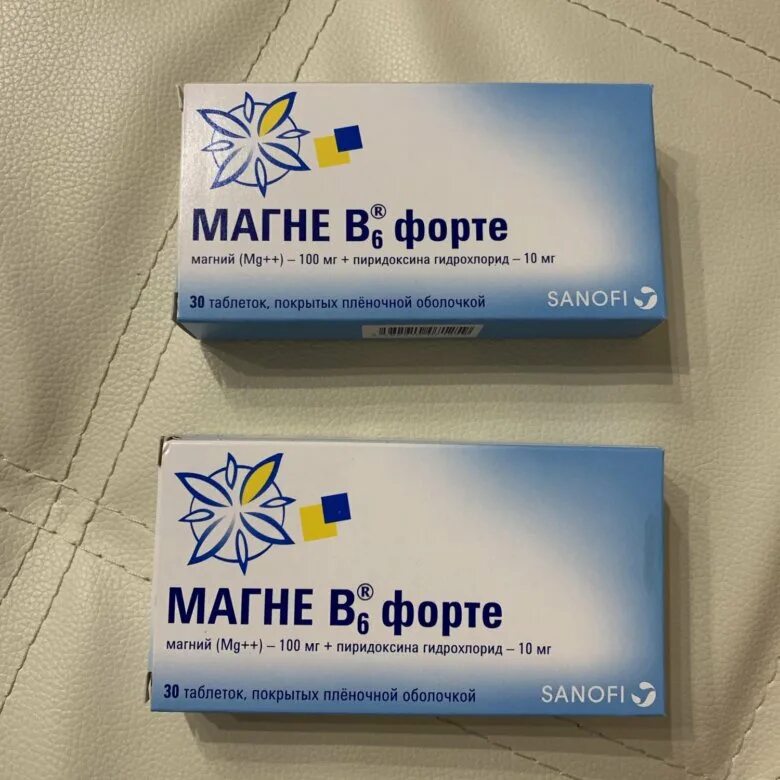 МАГНЕ B6® форте
магний (Mg++) – 100 мг + пиридоксина гидрохлорид – 10 мг
30 таблеток, покрытых плёночной оболочкой
SANOFI
МАГНЕ B6® форте
магний (Mg++) – 100 мг + пиридоксина гидрохлорид – 10 мг
30 таблеток, покрытых плёночной оболочкой
SANOFI